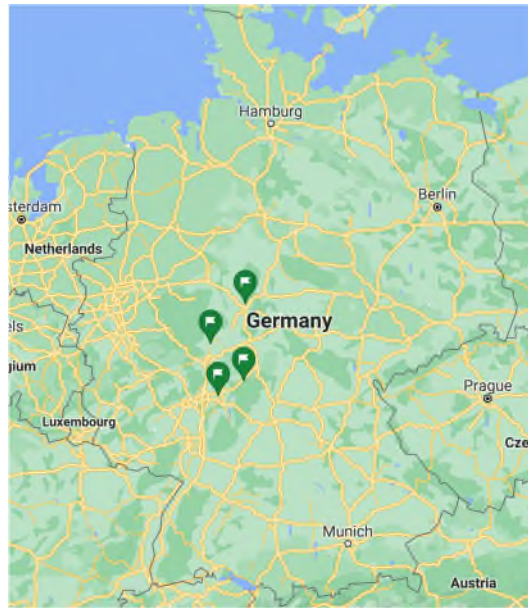 Hamburg
Berlin
sterdam
Netherlands
Germany
els
gium
Prague
Luxembourg
Cze
Munich
Austria